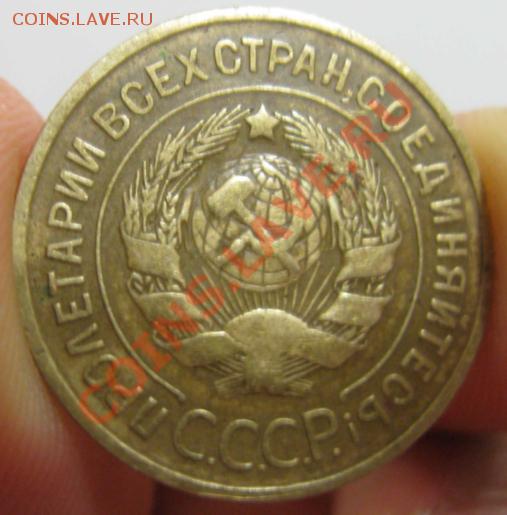 COINS.LAVE.RU
ПРОЛЕТАРИИ ВСЕХ СТРАН, СОЕДИНЯЙТЕСЬ!
С.С.С.Р.
COINS.LAVE.RU